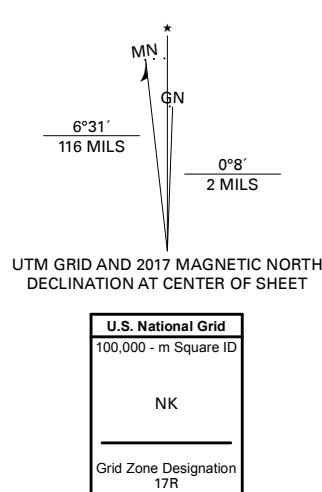 MN
GN
6°31´
116 MILS
0°8´
2 MILS
UTM GRID AND 2017 MAGNETIC NORTH
DECLINATION AT CENTER OF SHEET
U.S. National Grid
100,000 - m Square ID
NK
Grid Zone Designation
17R